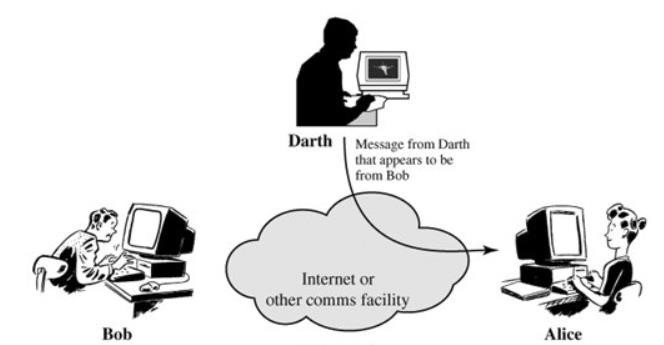 Darth
Message from Darth
that appears to be
from Bob
Internet or
other comms facility
Bob
Alice